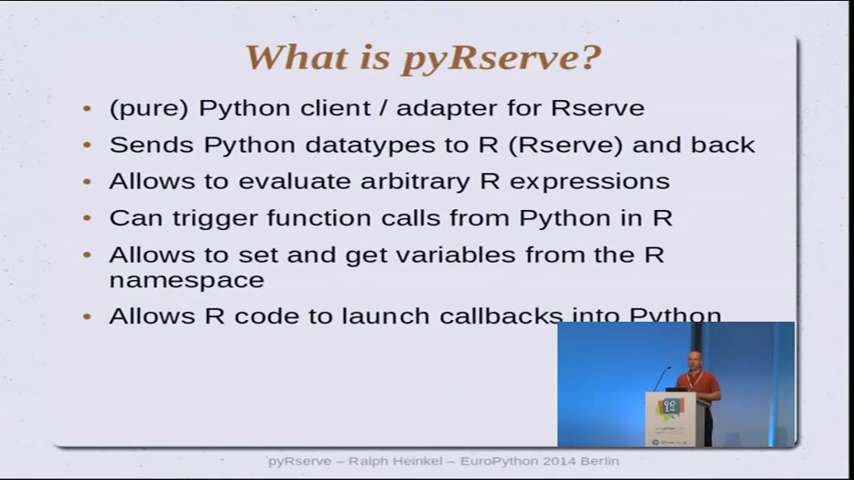 What is pyRserve?
• (pure) Python client / adapter for Rserve
• Sends Python datatypes to R (Rserve) and back
• Allows to evaluate arbitrary R expressions
• Can trigger function calls from Python in R
• Allows to set and get variables from the R
namespace
• Allows R code to launch callbacks into Python
pyRserve – Ralph Heinkel – EuroPython 2014 Berlin